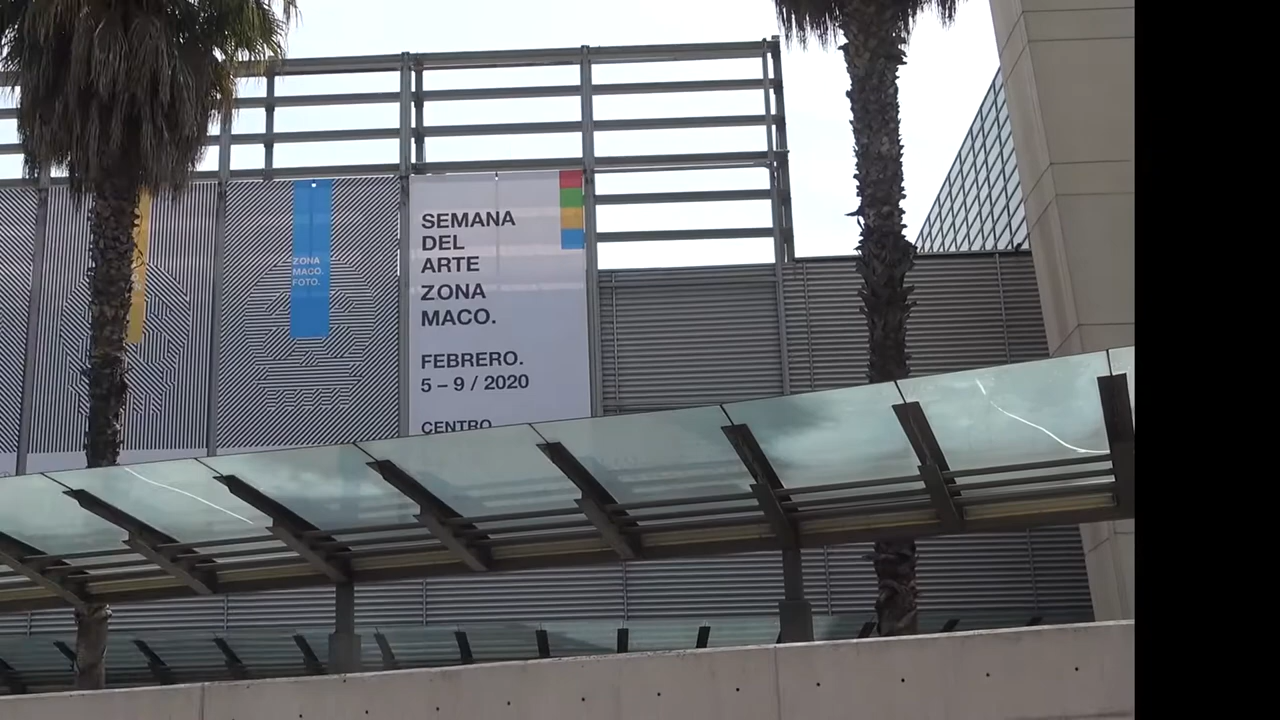 ZONA
MACO.
FOTO.
SEMANA
DEL
ARTE
ZONA
MACO.
FEBRERO.
5 – 9 / 2020
CENTRO